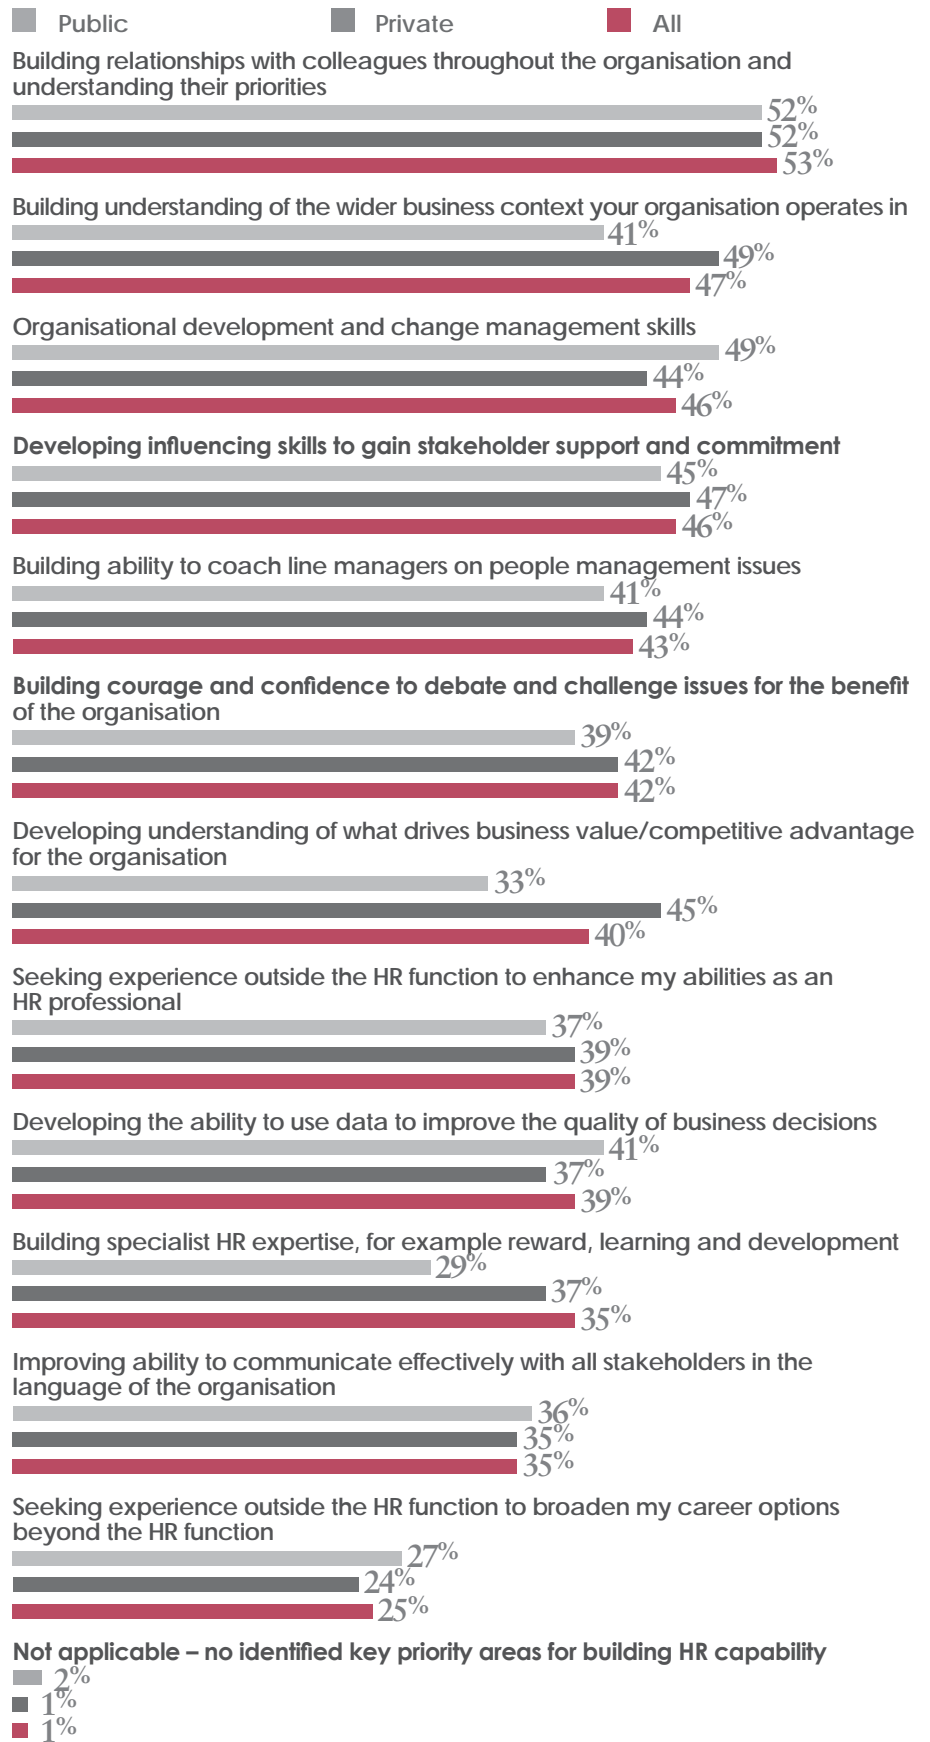 Public Private All
Building relationships with colleagues throughout the organisation and
understanding their priorities
52%
52%
53%
Building understanding of the wider business context your organisation operates in
41%
49%
47%
Organisational development and change management skills
49%
44%
46%
Developing influencing skills to gain stakeholder support and commitment
45%
47%
46%
Building ability to coach line managers on people management issues
41%
44%
43%
Building courage and confidence to debate and challenge issues for the benefit
of the organisation
39%
42%
42%
Developing understanding of what drives business value/competitive advantage
for the organisation
33%
45%
40%
Seeking experience outside the HR function to enhance my abilities as an
HR professional
37%
39%
39%
Developing the ability to use data to improve the quality of business decisions
41%
37%
39%
Building specialist HR expertise, for example reward, learning and development
29%
37%
35%
Improving ability to communicate effectively with all stakeholders in the
language of the organisation
36%
35%
35%
Seeking experience outside the HR function to broaden my career options
beyond the HR function
27%
24%
25%
Not applicable – no identified key priority areas for building HR capability
2%
1%
1%